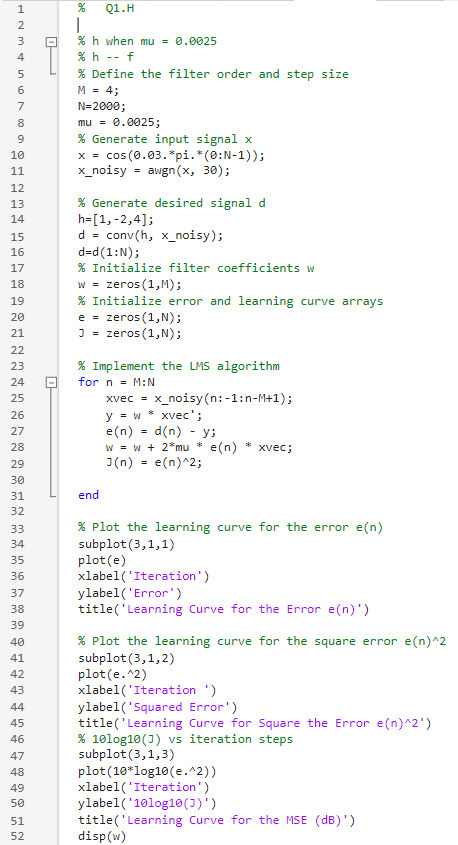 1 %   Q1.H
2
3 % h when mu = 0.0025
4 % h -- f
5 % Define the filter order and step size
6 M = 4;
7 N=2000;
8 mu = 0.0025;
9 % Generate input signal x
10 x = cos(0.03.*pi.*(0:N-1));
11 x_noisy = awgn(x, 30);
12
13 % Generate desired signal d
14 h=[1,-2,4];
15 d = conv(h, x_noisy);
16 d=d(1:N);
17 % Initialize filter coefficients w
18 w = zeros(1,M);
19 % Initialize error and learning curve arrays
20 e = zeros(1,N);
21 J = zeros(1,N);
22
23 % Implement the LMS algorithm
24 for n = M:N
25     xvec = x_noisy(n:-1:n-M+1);
26     y = w * xvec';
27     e(n) = d(n) - y;
28     w = w + 2*mu * e(n) * xvec;
29     J(n) = e(n)^2;
30
31 end
32
33 % Plot the learning curve for the error e(n)
34 subplot(3,1,1)
35 plot(e)
36 xlabel('Iteration')
37 ylabel('Error')
38 title('Learning Curve for the Error e(n)')
39
40 % Plot the learning curve for the square error e(n)^2
41 subplot(3,1,2)
42 plot(e.^2)
43 xlabel('Iteration ')
44 ylabel('Squared Error')
45 title('Learning Curve for Square the Error e(n)^2')
46 % 10log10(J) vs iteration steps
47 subplot(3,1,3)
48 plot(10*log10(e.^2))
49 xlabel('Iteration')
50 ylabel('10log10(J)')
51 title('Learning Curve for the MSE (dB)')
52 disp(w)